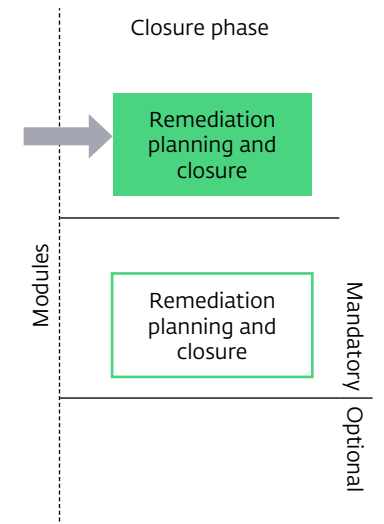 Closure phase
Remediation
planning and
closure
Modules
Remediation
planning and
closure
Mandatory
Optional